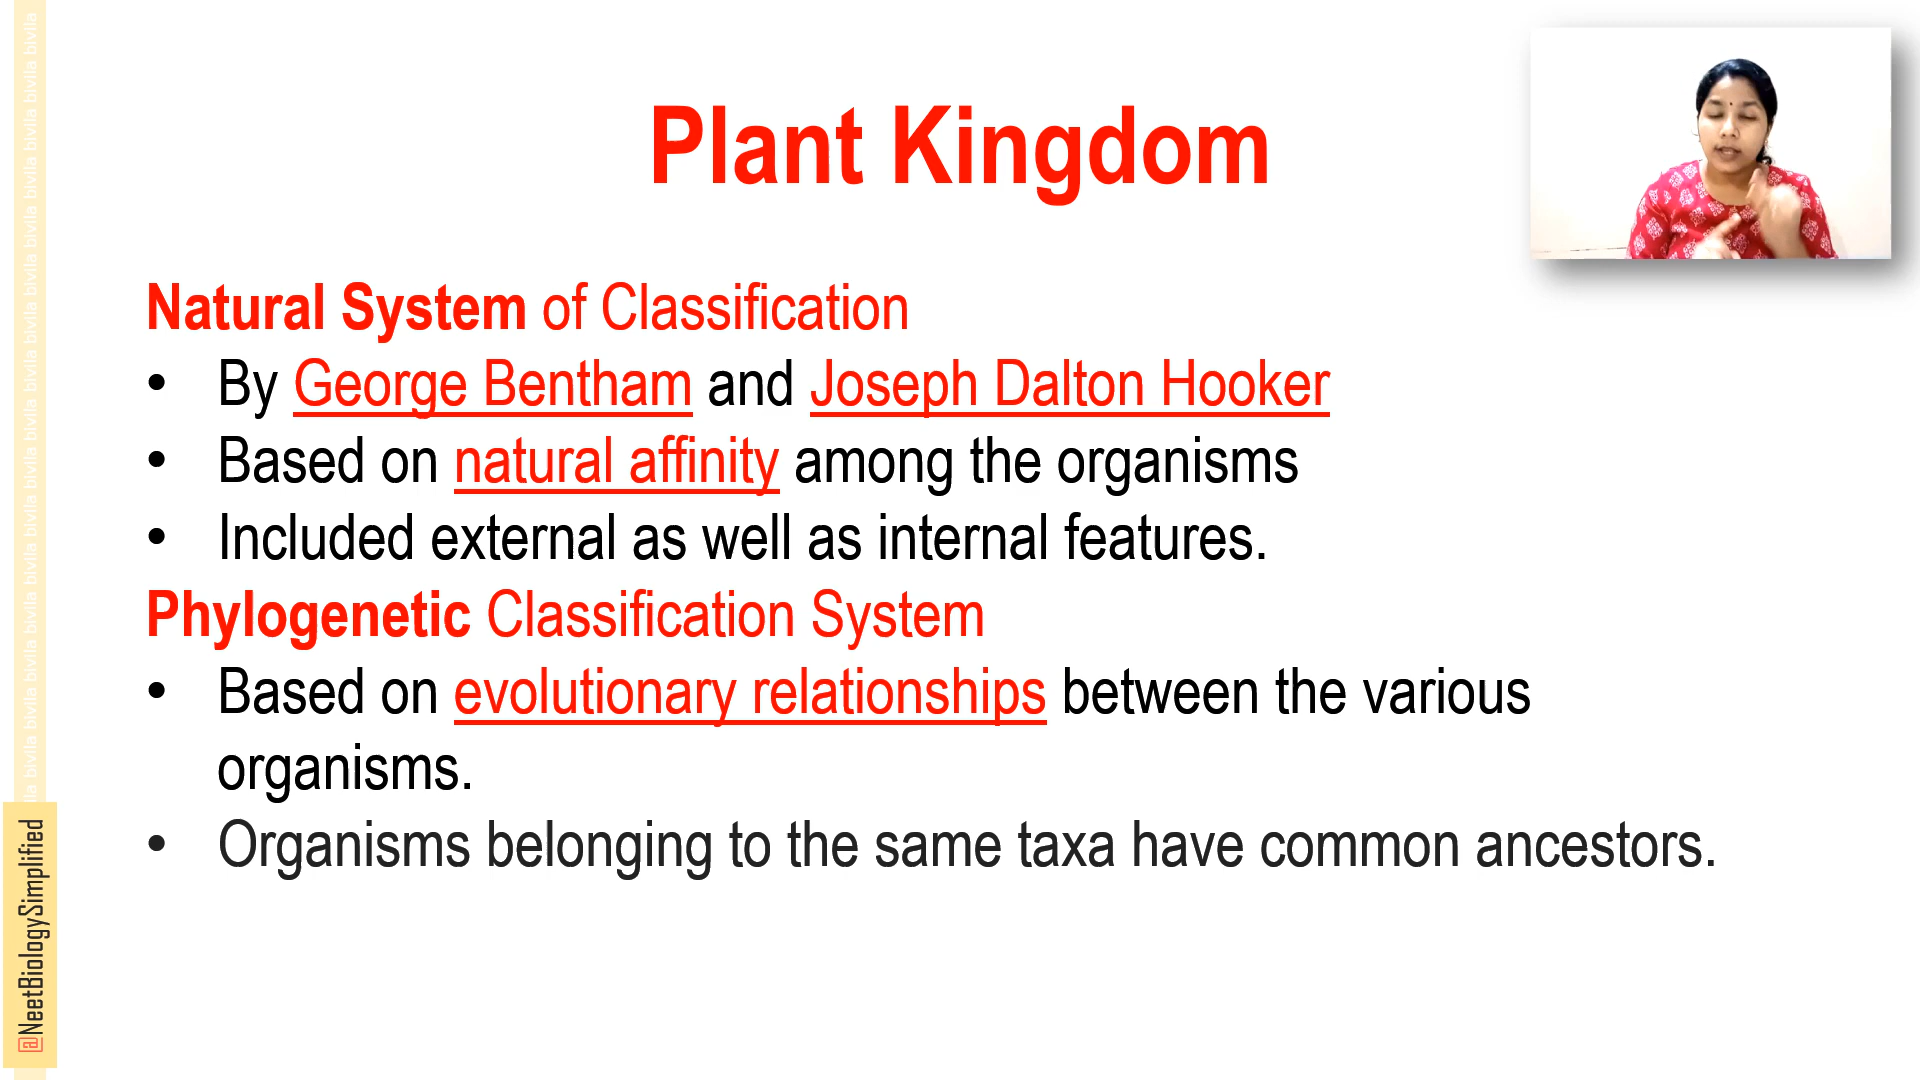 Plant Kingdom
Natural System of Classification
• By George Bentham and Joseph Dalton Hooker
• Based on natural affinity among the organisms
• Included external as well as internal features.
Phylogenetic Classification System
• Based on evolutionary relationships between the various
organisms.
• Organisms belonging to the same taxa have common ancestors.
@NeetBiologySimplified